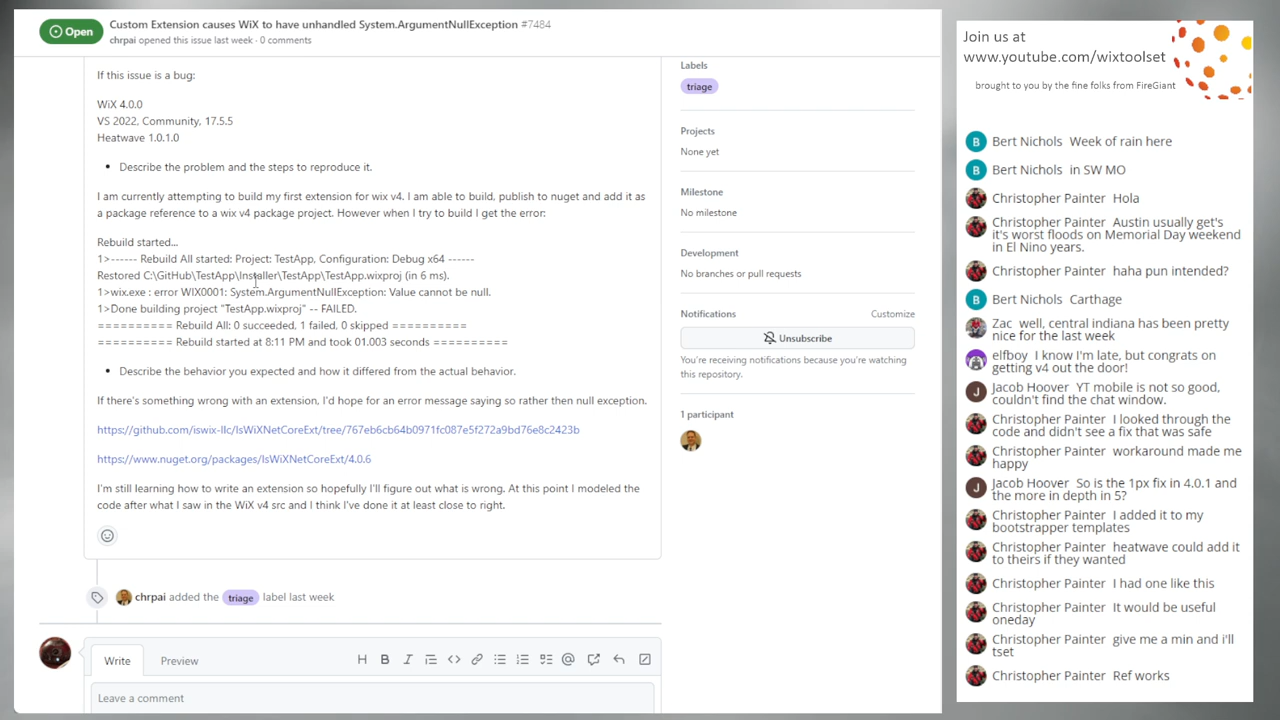 Open
Custom Extension causes WiX to have unhandled System.ArgumentNullException #7484
chrpai opened this issue last week · 0 comments
If this issue is a bug:
WiX 4.0.0
VS 2022, Community, 17.5.5
Heatwave 1.0.1.0
• Describe the problem and the steps to reproduce it.
I am currently attempting to build my first extension for wix v4. I am able to build, publish to nuget and add it as
a package reference to a wix v4 package project. However when I try to build I get the error:
Rebuild started...
1>------ Rebuild All started: Project: TestApp, Configuration: Debug x64 ------
Restored C:\GitHub\TestApp\Installer\TestApp\TestApp.wixproj (in 6 ms).
1>wix.exe : error WIX0001: System.ArgumentNullException: Value cannot be null.
1>Done building project "TestApp.wixproj" -- FAILED.
========== Rebuild All: 0 succeeded, 1 failed, 0 skipped ==========
========== Rebuild started at 8:11 PM and took 01.003 seconds ==========
• Describe the behavior you expected and how it differed from the actual behavior.
If there's something wrong with an extension, I'd hope for an error message saying so rather then null exception.
https://github.com/iswix-llc/IsWiXNetCoreExt/tree/767eb6cb64b0971fc087e5f272a9bd76e8c2423b
https://www.nuget.org/packages/IsWiXNetCoreExt/4.0.6
I'm still learning how to write an extension so hopefully I'll figure out what is wrong. At this point I modeled the
code after what I saw in the WiX v4 src and I think I've done it at least close to right.
chrpai added the triage label last week
Write Preview
Leave a comment
Labels
triage
Projects
None yet
Milestone
No milestone
Development
No branches or pull requests
Notifications Customize
Unsubscribe
You're receiving notifications because you're watching
this repository.
1 participant
Join us at
www.youtube.com/wixtoolset
brought to you by the fine folks from FireGiant
B Bert Nichols Week of rain here
B Bert Nichols in SW MO
Christopher Painter Hola
Christopher Painter Austin usually get's
it's worst floods on Memorial Day weekend
in El Nino years.
Christopher Painter haha pun intended?
B Bert Nichols Carthage
Zac well, central indiana has been pretty
nice for the last week
elfboy I know I'm late, but congrats on
getting v4 out the door!
J Jacob Hoover YT mobile is not so good,
couldn't find the chat window.
Christopher Painter I looked through the
code and didn't see a fix that was safe
Christopher Painter workaround made me
happy
J Jacob Hoover So is the 1px fix in 4.0.1 and
the more in depth in 5?
Christopher Painter I added it to my
bootstrapper templates
Christopher Painter heatwave could add it
to theirs if they wanted
Christopher Painter I had one like this
Christopher Painter It would be useful
oneday
Christopher Painter give me a min and i'll
tset
Christopher Painter Ref works